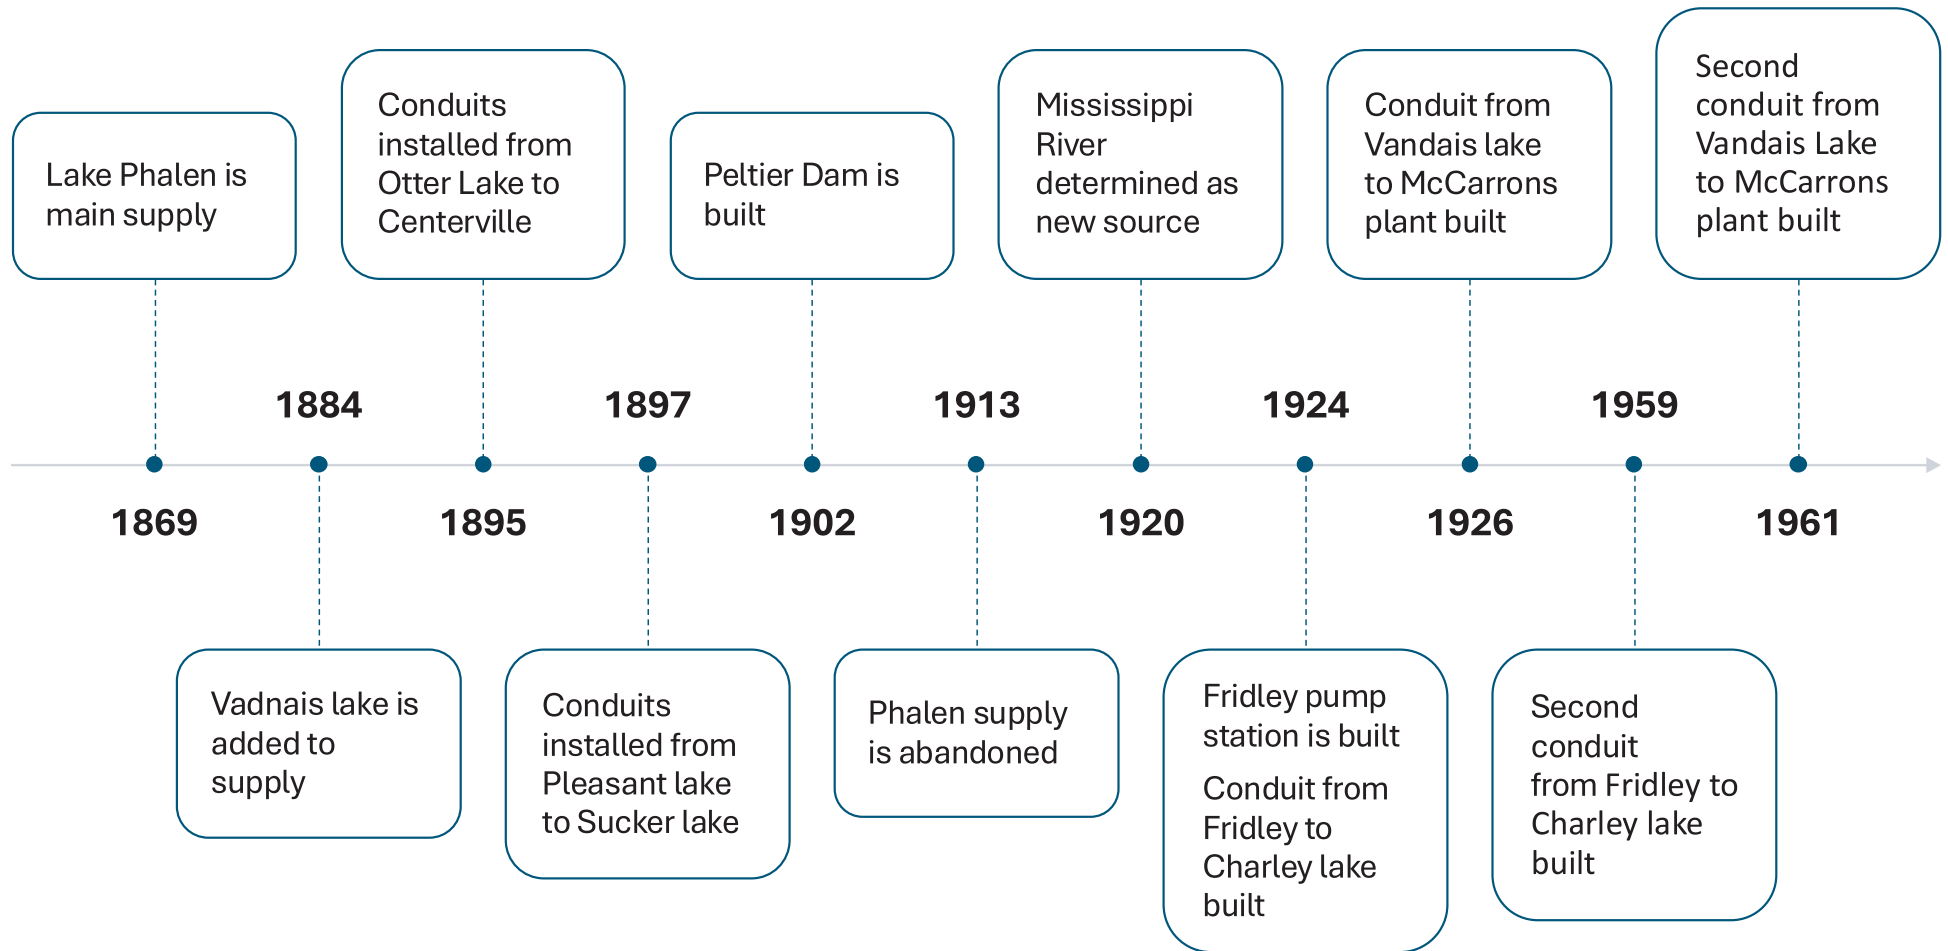 Lake Phalen is
main supply
1869
1884
Vadnais lake is
added to
supply
Conduits
installed from
Otter Lake to
Centerville
1895
1897
Conduits
installed from
Pleasant lake
to Sucker lake
Peltier Dam is
built
1902
1913
Phalen supply
is abandoned
Mississippi
River
determined as
new source
1920
1924
Fridley pump
station is built
Conduit from
Fridley to
Charley lake
built
Conduit from
Vandais lake
to McCarrons
plant built
1926
1959
Second
conduit
from Fridley to
Charley lake
built
Second
conduit from
Vandais Lake
to McCarrons
plant built
1961